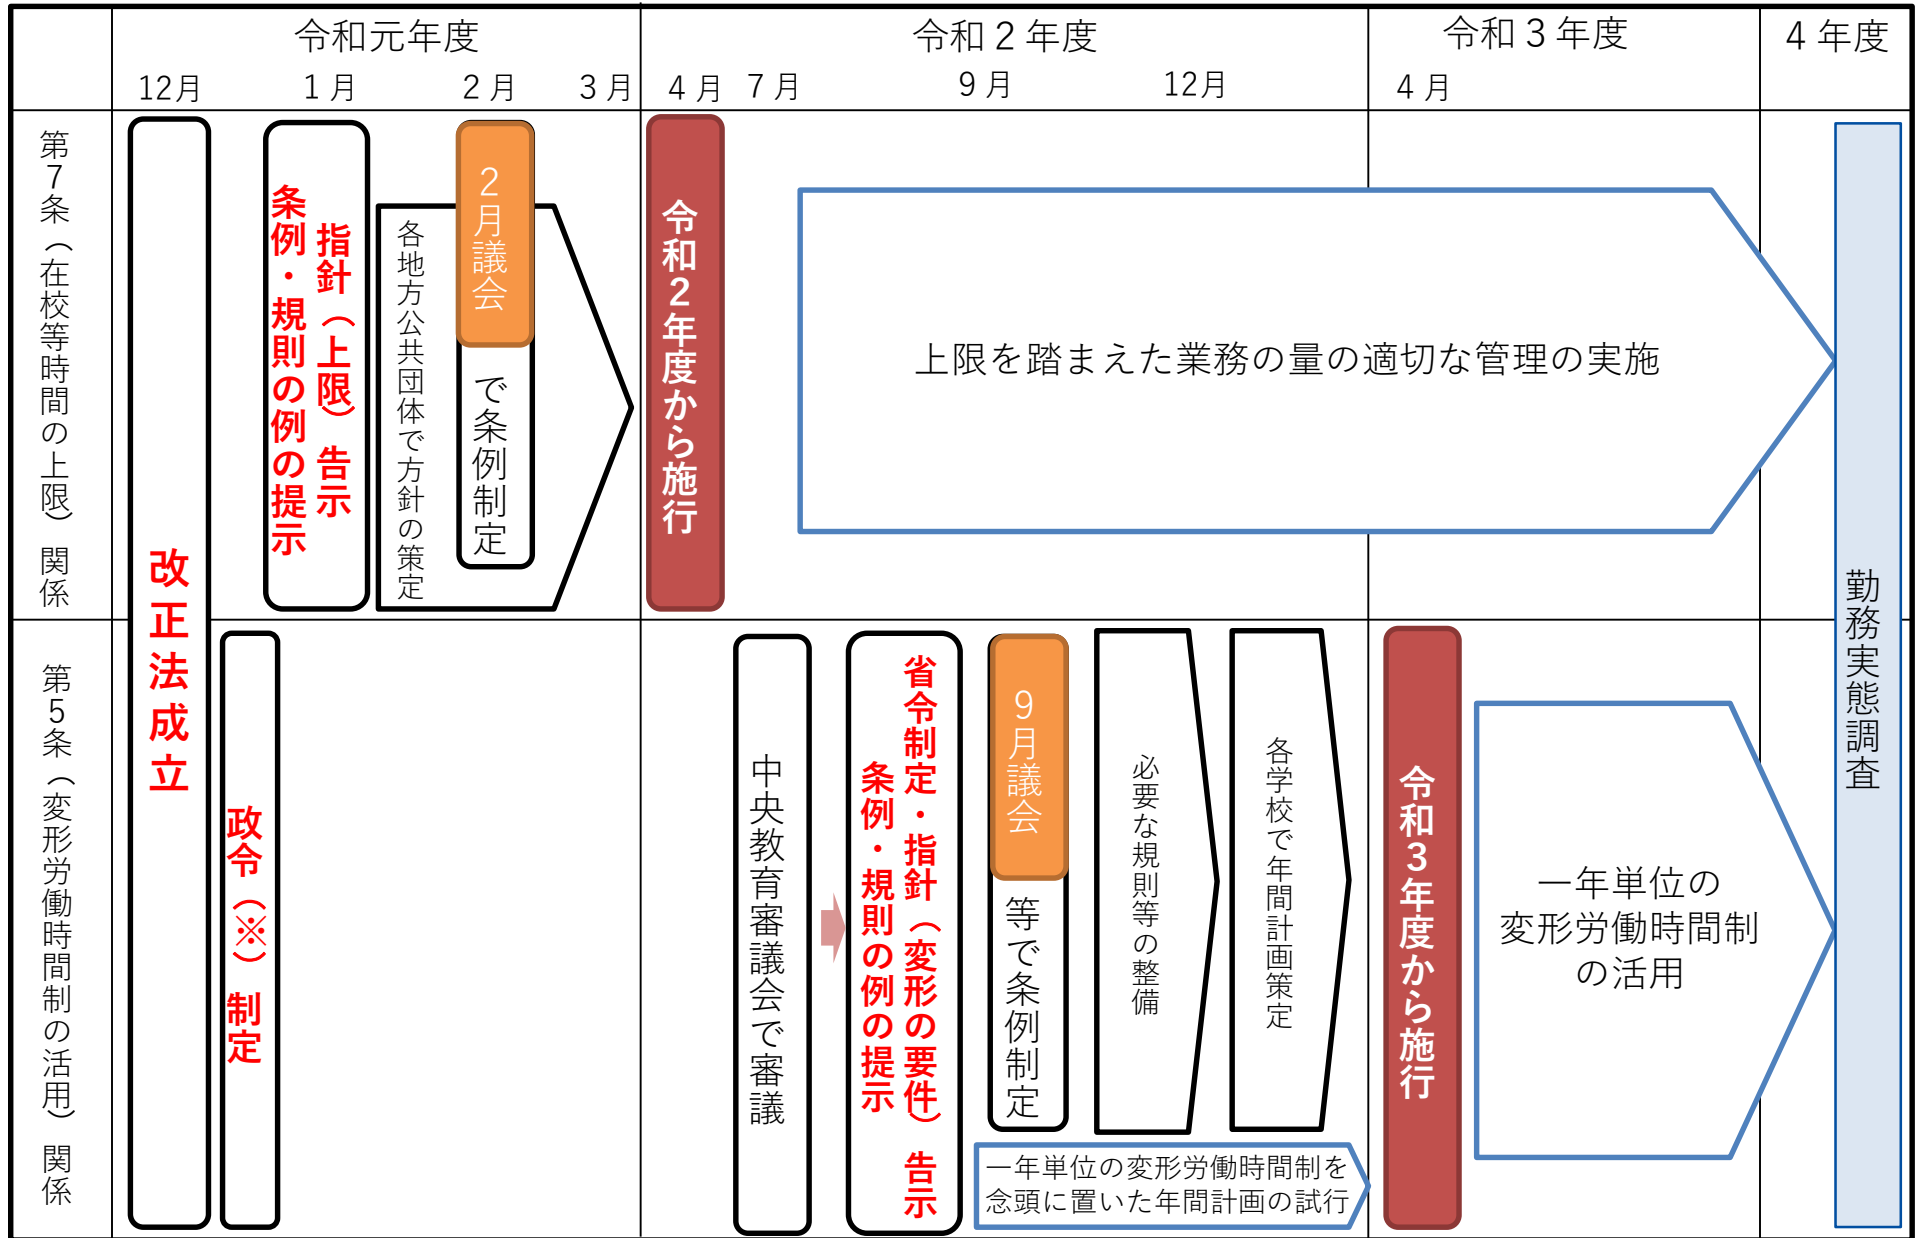 令和元年度
令和２年度
令和３年度
４年度
12月
１月
２月
３月
４月
７月
９月
12月
４月
第７条（在校等時間の上限）関係
改正法成立
指針（上限）告示
条例・規則の例の提示
各地方公共団体で方針の策定
２月議会
で条例制定
令和２年度から施行
上限を踏まえた業務の量の適切な管理の実施
勤務実態調査
第５条（変形労働時間制の活用）関係
政令（※）制定
中央教育審議会で審議
省令制定・指針（変形の要件）告示
条例・規則の例の提示
９月議会
等で条例制定
必要な規則等の整備
各学校で年間計画策定
一年単位の変形労働時間制を
念頭に置いた年間計画の試行
令和３年度から施行
一年単位の
変形労働時間制
の活用